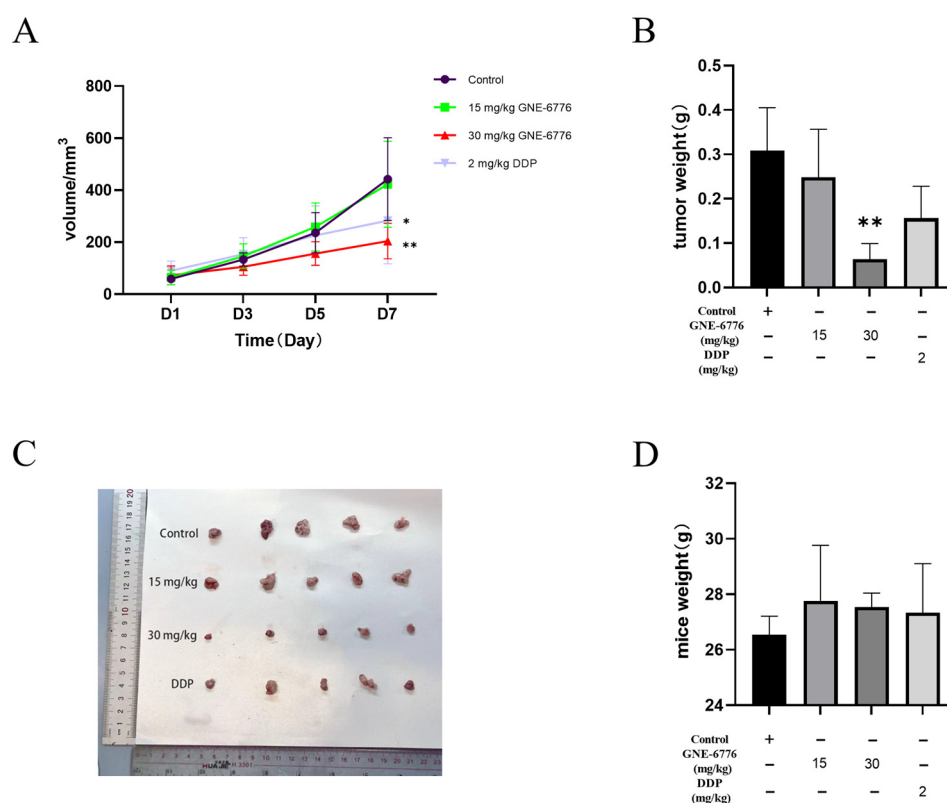 A
800
600
400
200
0
volume/mm³
D1 D3 D5 D7
Time(Day)
Control
15 mg/kg GNE-6776
30 mg/kg GNE-6776
2 mg/kg DDP
*
**
B
0.5
0.4
0.3
0.2
0.1
0.0
tumor weight(g)
**
Control + – – –
GNE-6776
(mg/kg) – 15 30 –
DDP
(mg/kg) – – – 2
C
Control
15 mg/kg
30 mg/kg
DDP
D
32
30
28
26
24
mice weight(g)
Control + – – –
GNE-6776
(mg/kg) – 15 30 –
DDP
(mg/kg) – – – 2